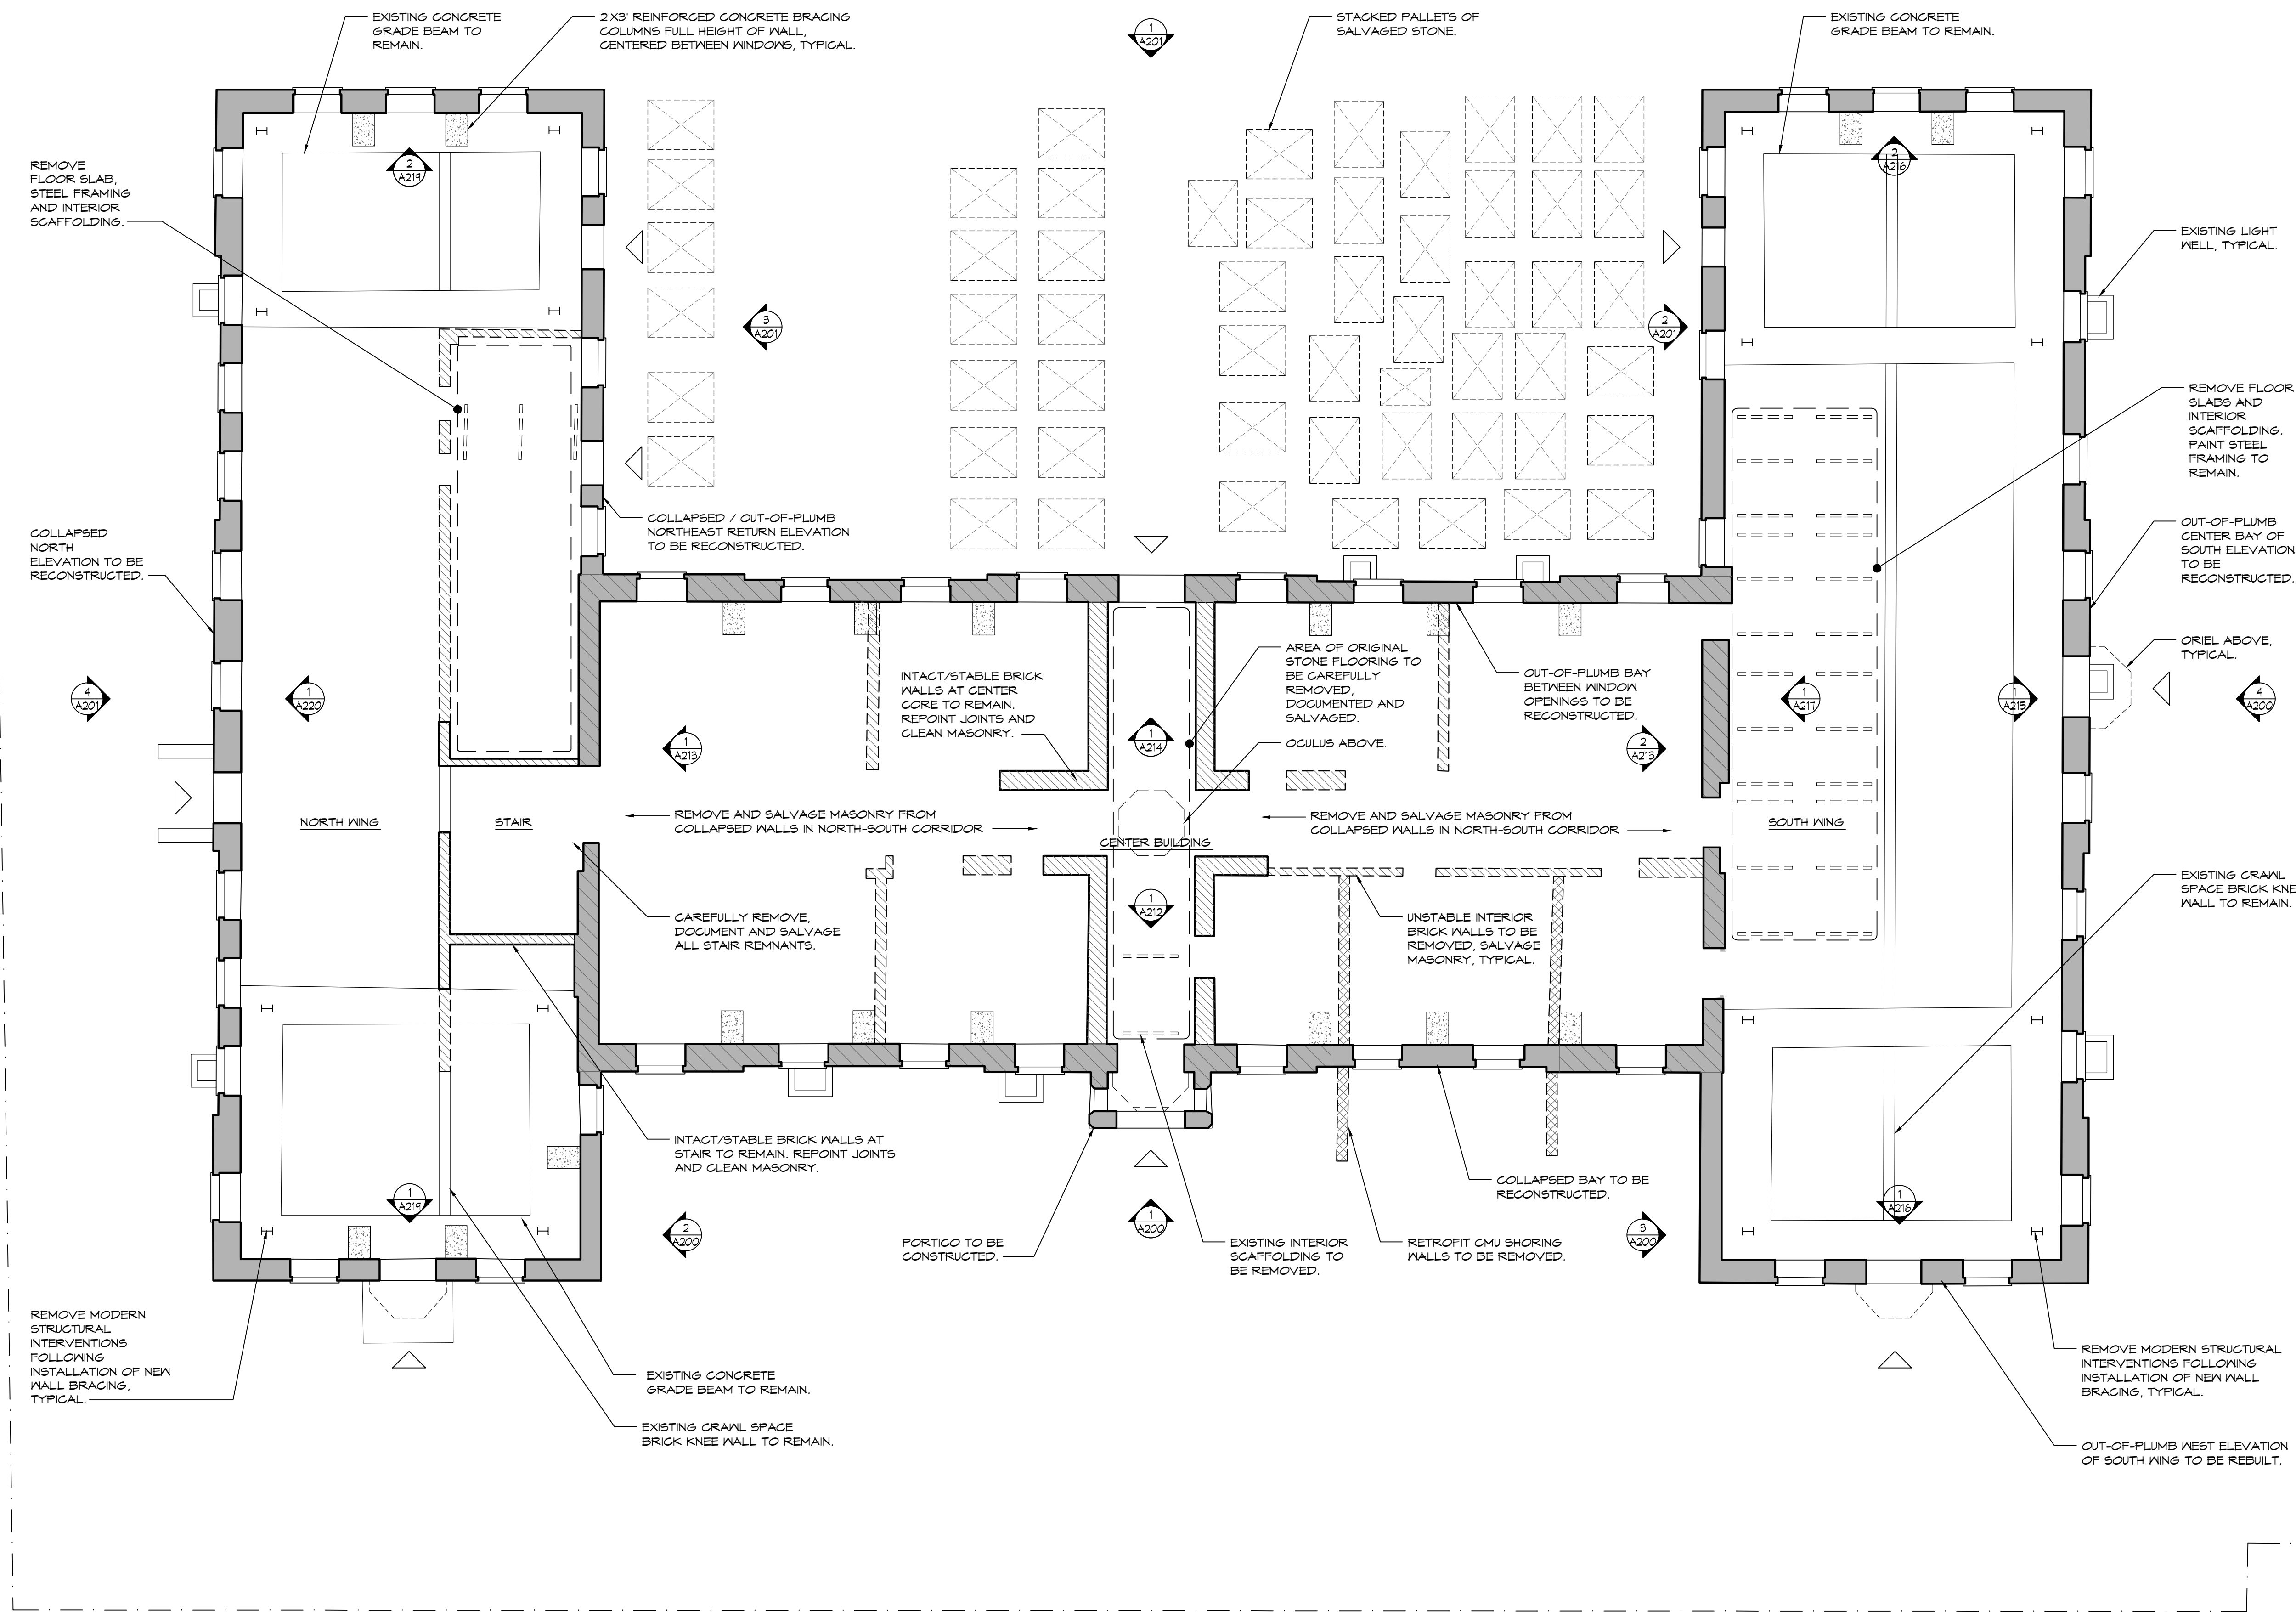 EXISTING CONCRETE
GRADE BEAM TO
REMAIN.
2'X3' REINFORCED CONCRETE BRACING
COLUMNS FULL HEIGHT OF WALL,
CENTERED BETWEEN WINDOWS, TYPICAL.
1
A201
STACKED PALLETS OF
SALVAGED STONE.
EXISTING CONCRETE
GRADE BEAM TO REMAIN.
REMOVE
FLOOR SLAB,
STEEL FRAMING
AND INTERIOR
SCAFFOLDING.
2
A219
2
A216
EXISTING LIGHT
WELL, TYPICAL.
3
A201
2
A201
REMOVE FLOOR
SLABS AND
INTERIOR
SCAFFOLDING.
PAINT STEEL
FRAMING TO
REMAIN.
COLLAPSED
NORTH
ELEVATION TO BE
RECONSTRUCTED.
COLLAPSED / OUT-OF-PLUMB
NORTHEAST RETURN ELEVATION
TO BE RECONSTRUCTED.
OUT-OF-PLUMB
CENTER BAY OF
SOUTH ELEVATION
TO BE
RECONSTRUCTED.
4
A201
1
A220
1
A213
INTACT/STABLE BRICK
WALLS AT CENTER
CORE TO REMAIN.
REPOINT JOINTS AND
CLEAN MASONRY.
1
A214
AREA OF ORIGINAL
STONE FLOORING TO
BE CAREFULLY
REMOVED,
DOCUMENTED AND
SALVAGED.
OCULUS ABOVE.
OUT-OF-PLUMB BAY
BETWEEN WINDOW
OPENINGS TO BE
RECONSTRUCTED.
2
A213
1
A217
1
A215
ORIEL ABOVE,
TYPICAL.
4
A200
NORTH WING
STAIR
REMOVE AND SALVAGE MASONRY FROM
COLLAPSED WALLS IN NORTH-SOUTH CORRIDOR
CENTER BUILDING
REMOVE AND SALVAGE MASONRY FROM
COLLAPSED WALLS IN NORTH-SOUTH CORRIDOR
SOUTH WING
CAREFULLY REMOVE,
DOCUMENT AND SALVAGE
ALL STAIR REMNANTS.
1
A212
UNSTABLE INTERIOR
BRICK WALLS TO BE
REMOVED, SALVAGE
MASONRY, TYPICAL.
EXISTING CRAWL
SPACE BRICK KNE
WALL TO REMAIN.
INTACT/STABLE BRICK WALLS AT
STAIR TO REMAIN. REPOINT JOINTS
AND CLEAN MASONRY.
COLLAPSED BAY TO BE
RECONSTRUCTED.
1
A219
2
A200
1
A200
3
A200
1
A216
PORTICO TO BE
CONSTRUCTED.
EXISTING INTERIOR
SCAFFOLDING TO
BE REMOVED.
RETROFIT CMU SHORING
WALLS TO BE REMOVED.
REMOVE MODERN
STRUCTURAL
INTERVENTIONS
FOLLOWING
INSTALLATION OF NEW
WALL BRACING,
TYPICAL.
EXISTING CONCRETE
GRADE BEAM TO REMAIN.
EXISTING CRAWL SPACE
BRICK KNEE WALL TO REMAIN.
REMOVE MODERN STRUCTURAL
INTERVENTIONS FOLLOWING
INSTALLATION OF NEW WALL
BRACING, TYPICAL.
OUT-OF-PLUMB WEST ELEVATION
OF SOUTH WING TO BE REBUILT.